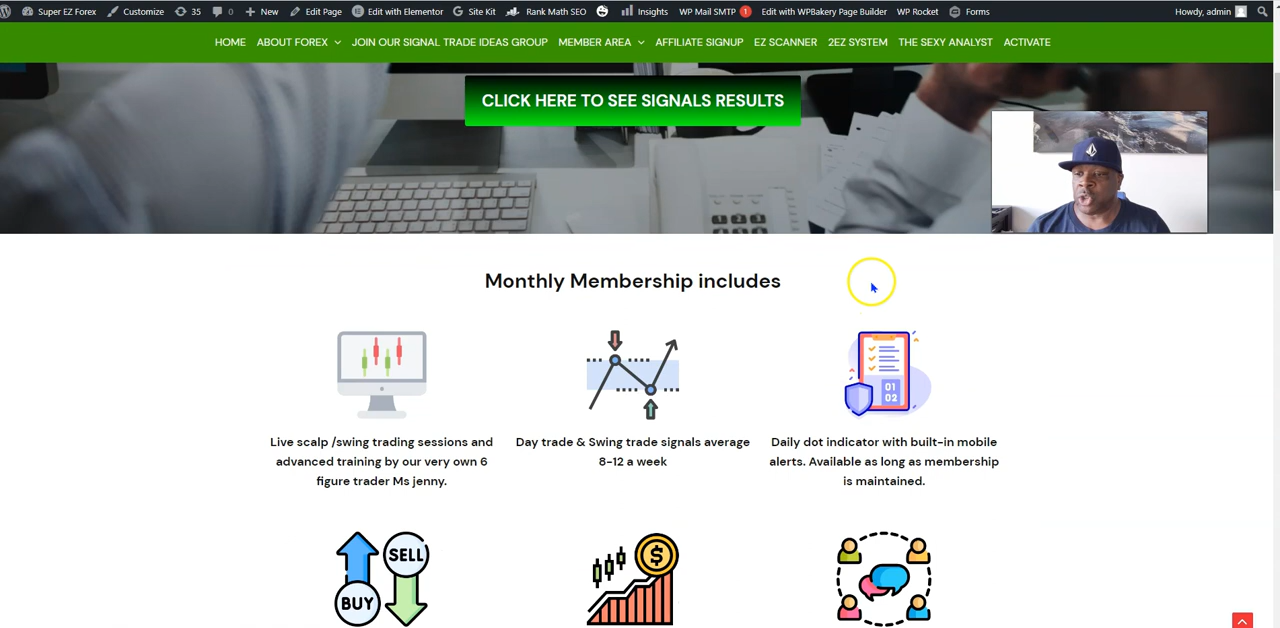 Super EZ Forex Customize 35 0 New Edit Page Edit with Elementor Site Kit Rank Math SEO Insights WP Mail SMTP 1 Edit with WPBakery Page Builder WP Rocket Forms Howdy, admin
HOME ABOUT FOREX JOIN OUR SIGNAL TRADE IDEAS GROUP MEMBER AREA AFFILIATE SIGNUP EZ SCANNER 2EZ SYSTEM THE SEXY ANALYST ACTIVATE
CLICK HERE TO SEE SIGNALS RESULTS
Monthly Membership includes
01
02
Live scalp /swing trading sessions and
advanced training by our very own 6
figure trader Ms jenny.
Day trade & Swing trade signals average
8-12 a week
Daily dot indicator with built-in mobile
alerts. Available as long as membership
is maintained.
SELL
BUY
$